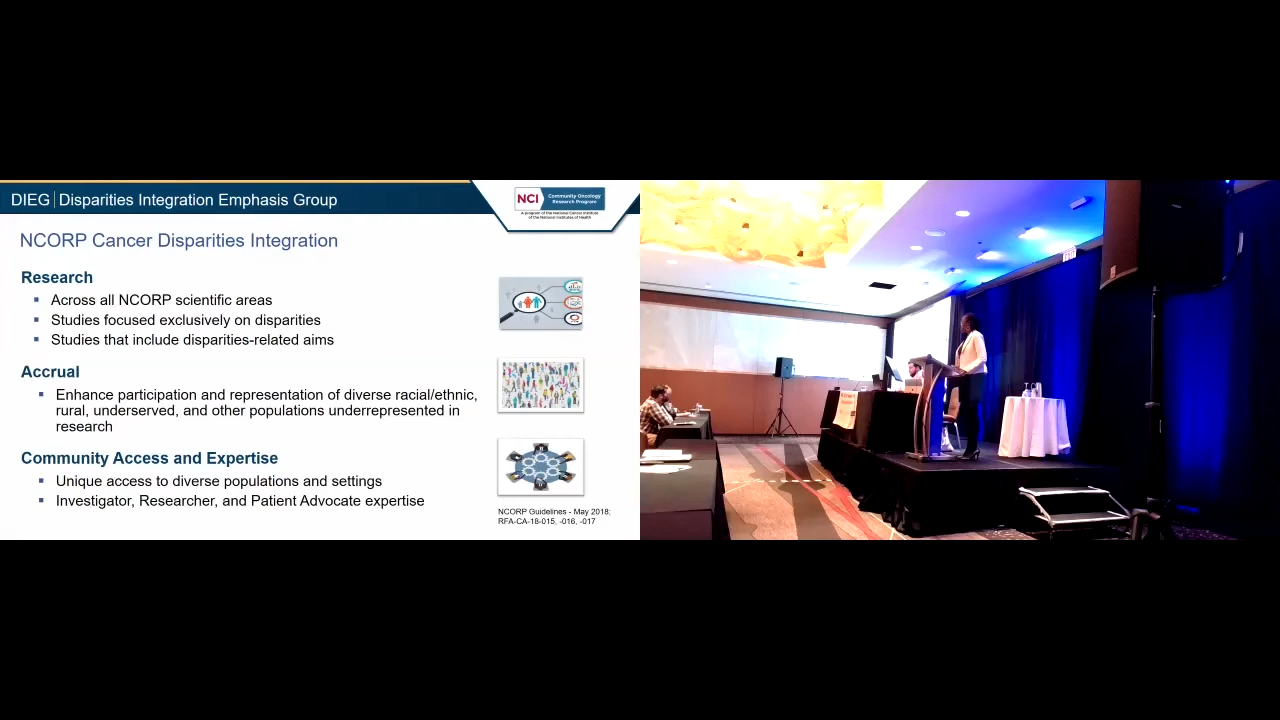 DIEG Disparities Integration Emphasis Group
NCI
Community Oncology
Research Program
A program of the National Cancer Institute
of the National Institutes of Health
NCORP Cancer Disparities Integration
Research
▪ Across all NCORP scientific areas
▪ Studies focused exclusively on disparities
▪ Studies that include disparities-related aims
Accrual
▪ Enhance participation and representation of diverse racial/ethnic,
rural, underserved, and other populations underrepresented in
research
Community Access and Expertise
▪ Unique access to diverse populations and settings
▪ Investigator, Researcher, and Patient Advocate expertise
NCORP Guidelines - May 2018;
RFA-CA-18-015, -016, -017
EXIT